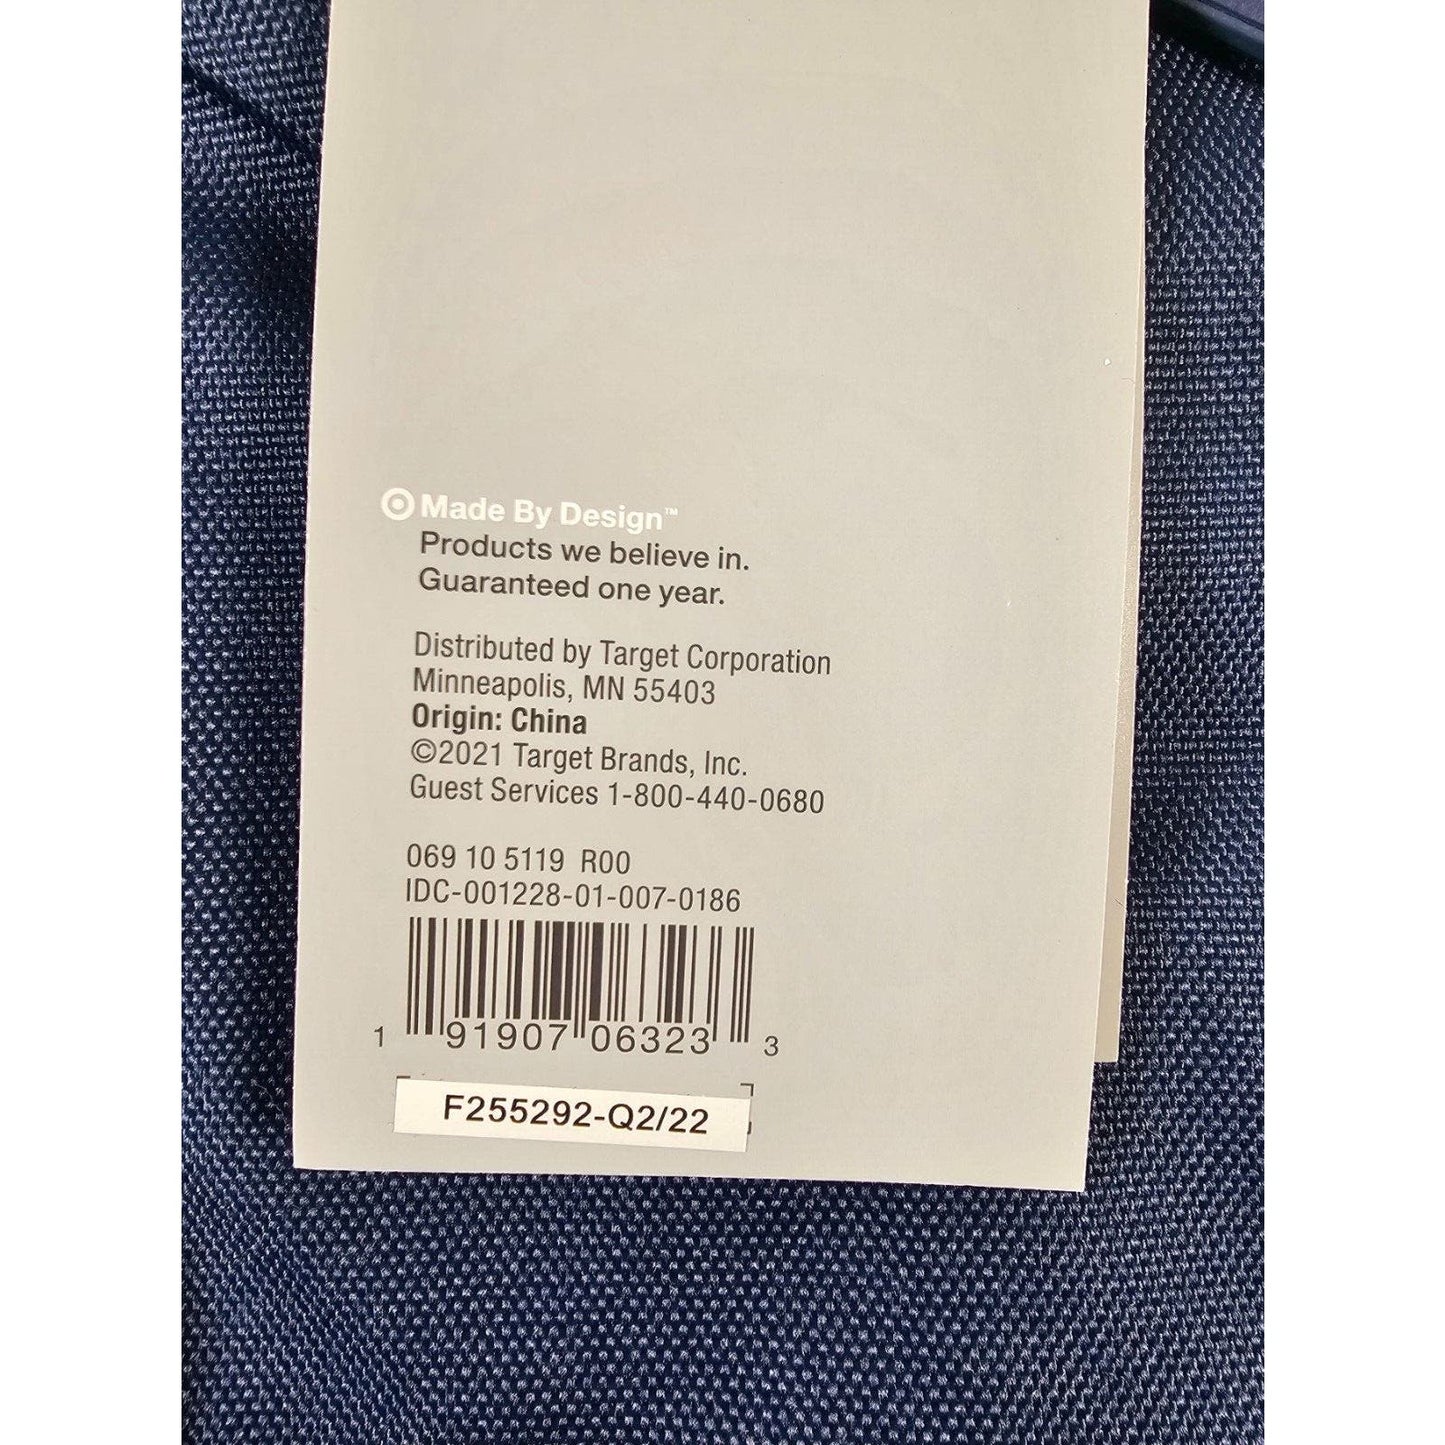 Made By Design™
Products we believe in.
Guaranteed one year.
Distributed by Target Corporation
Minneapolis, MN 55403
Origin: China
©2021 Target Brands, Inc.
Guest Services 1-800-440-0680
069 10 5119 R00
IDC-001228-01-007-0186
1 91907 06323 3
F255292-Q2/22